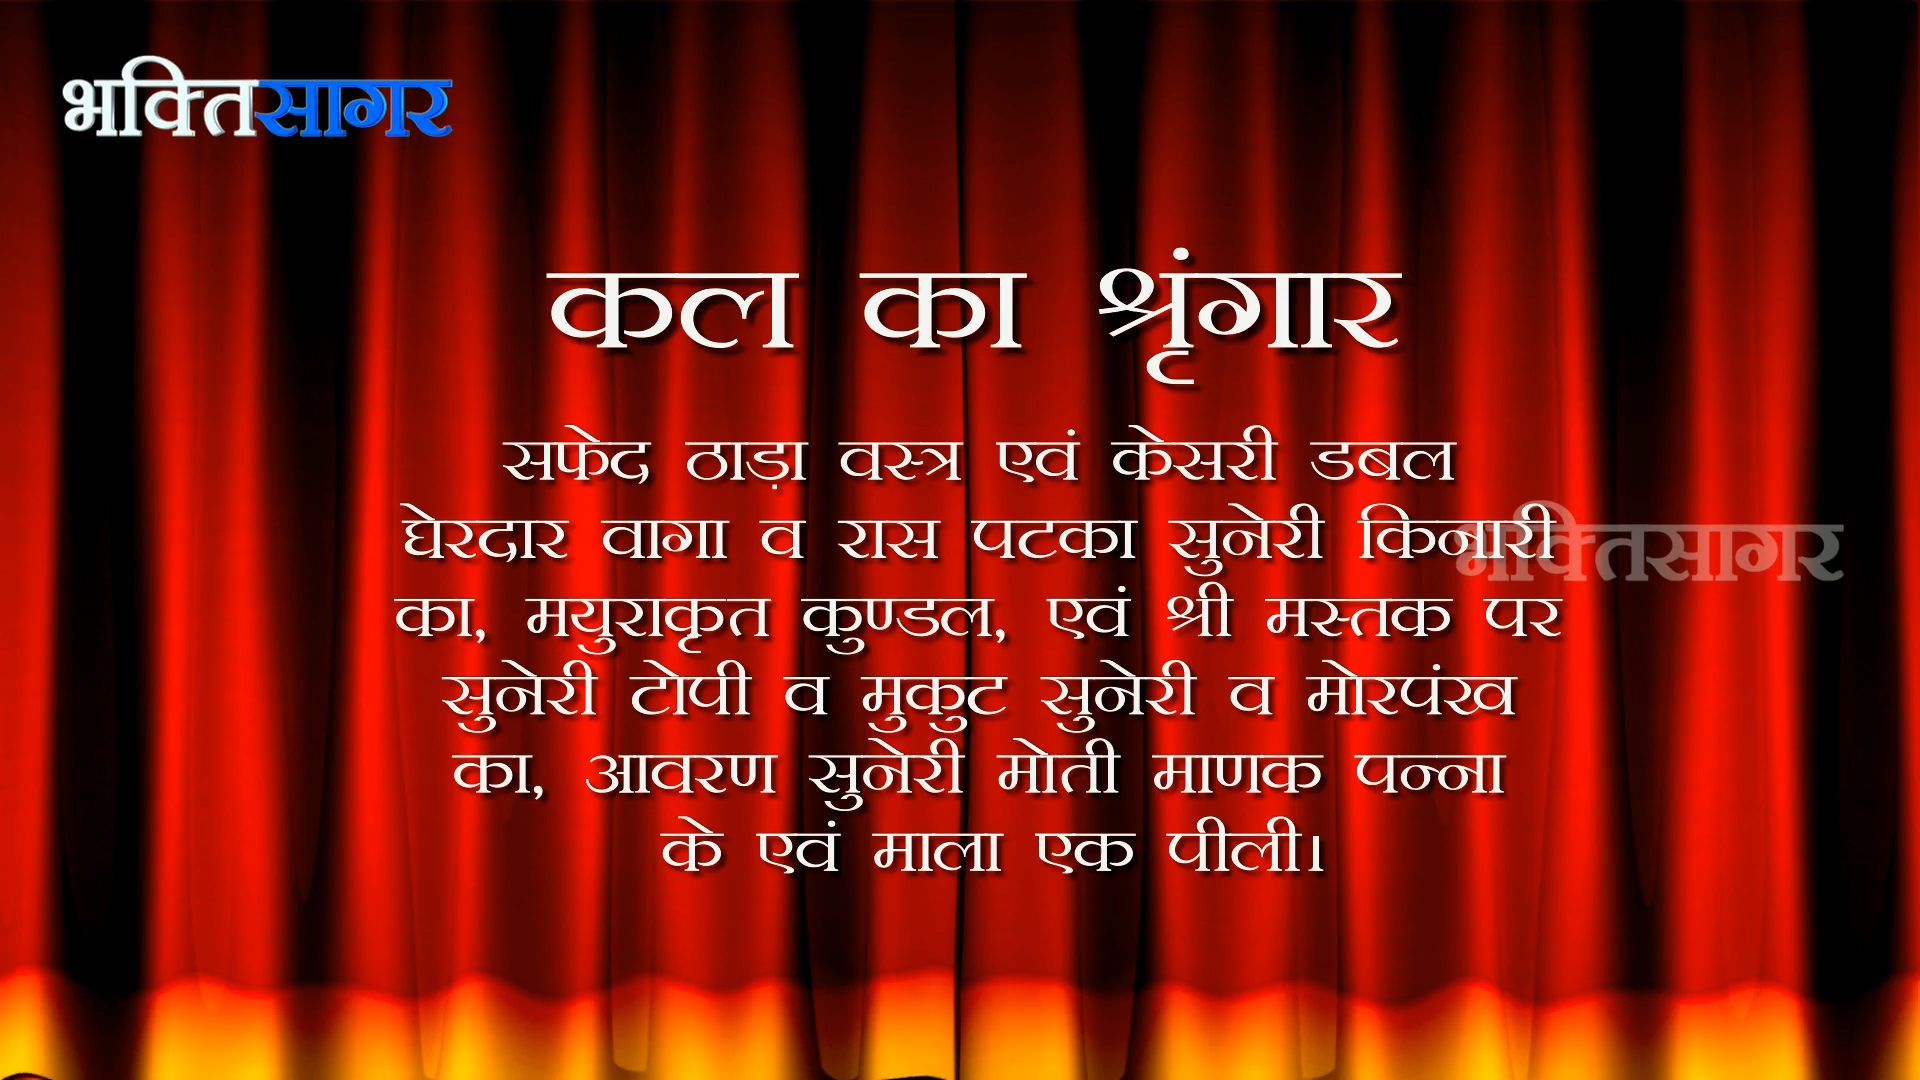 भक्तिसागर
कल का श्रृंगार
सफेद ठाड़ा वस्त्र एवं केसरी डबल
घेरदार वागा व रास पटका सुनेरी किनारी
भक्तिसागर
का, मयुराकृत कुण्डल, एवं श्री मस्तक पर
सुनेरी टोपी व मुकुट सुनेरी व मोरपंख
का, आवरण सुनेरी मोती माणक पन्ना
के एवं माला एक पीली।